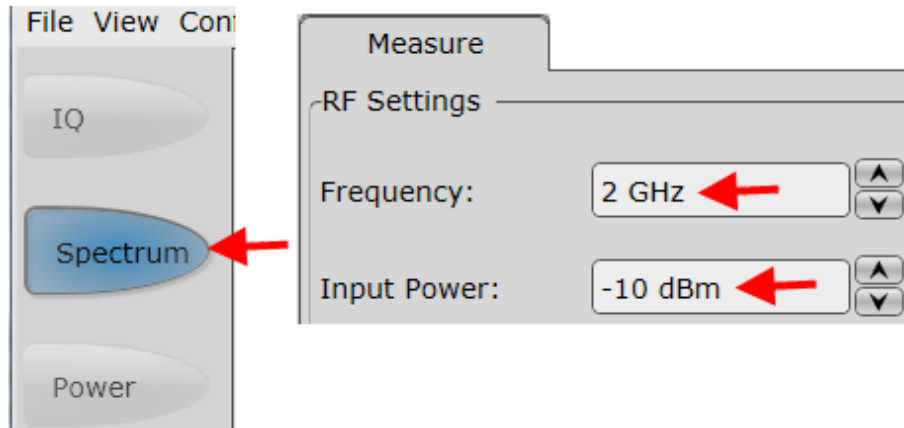 File View Con
IQ
Spectrum
Power
Measure
RF Settings
Frequency:
2 GHz
Input Power:
-10 dBm